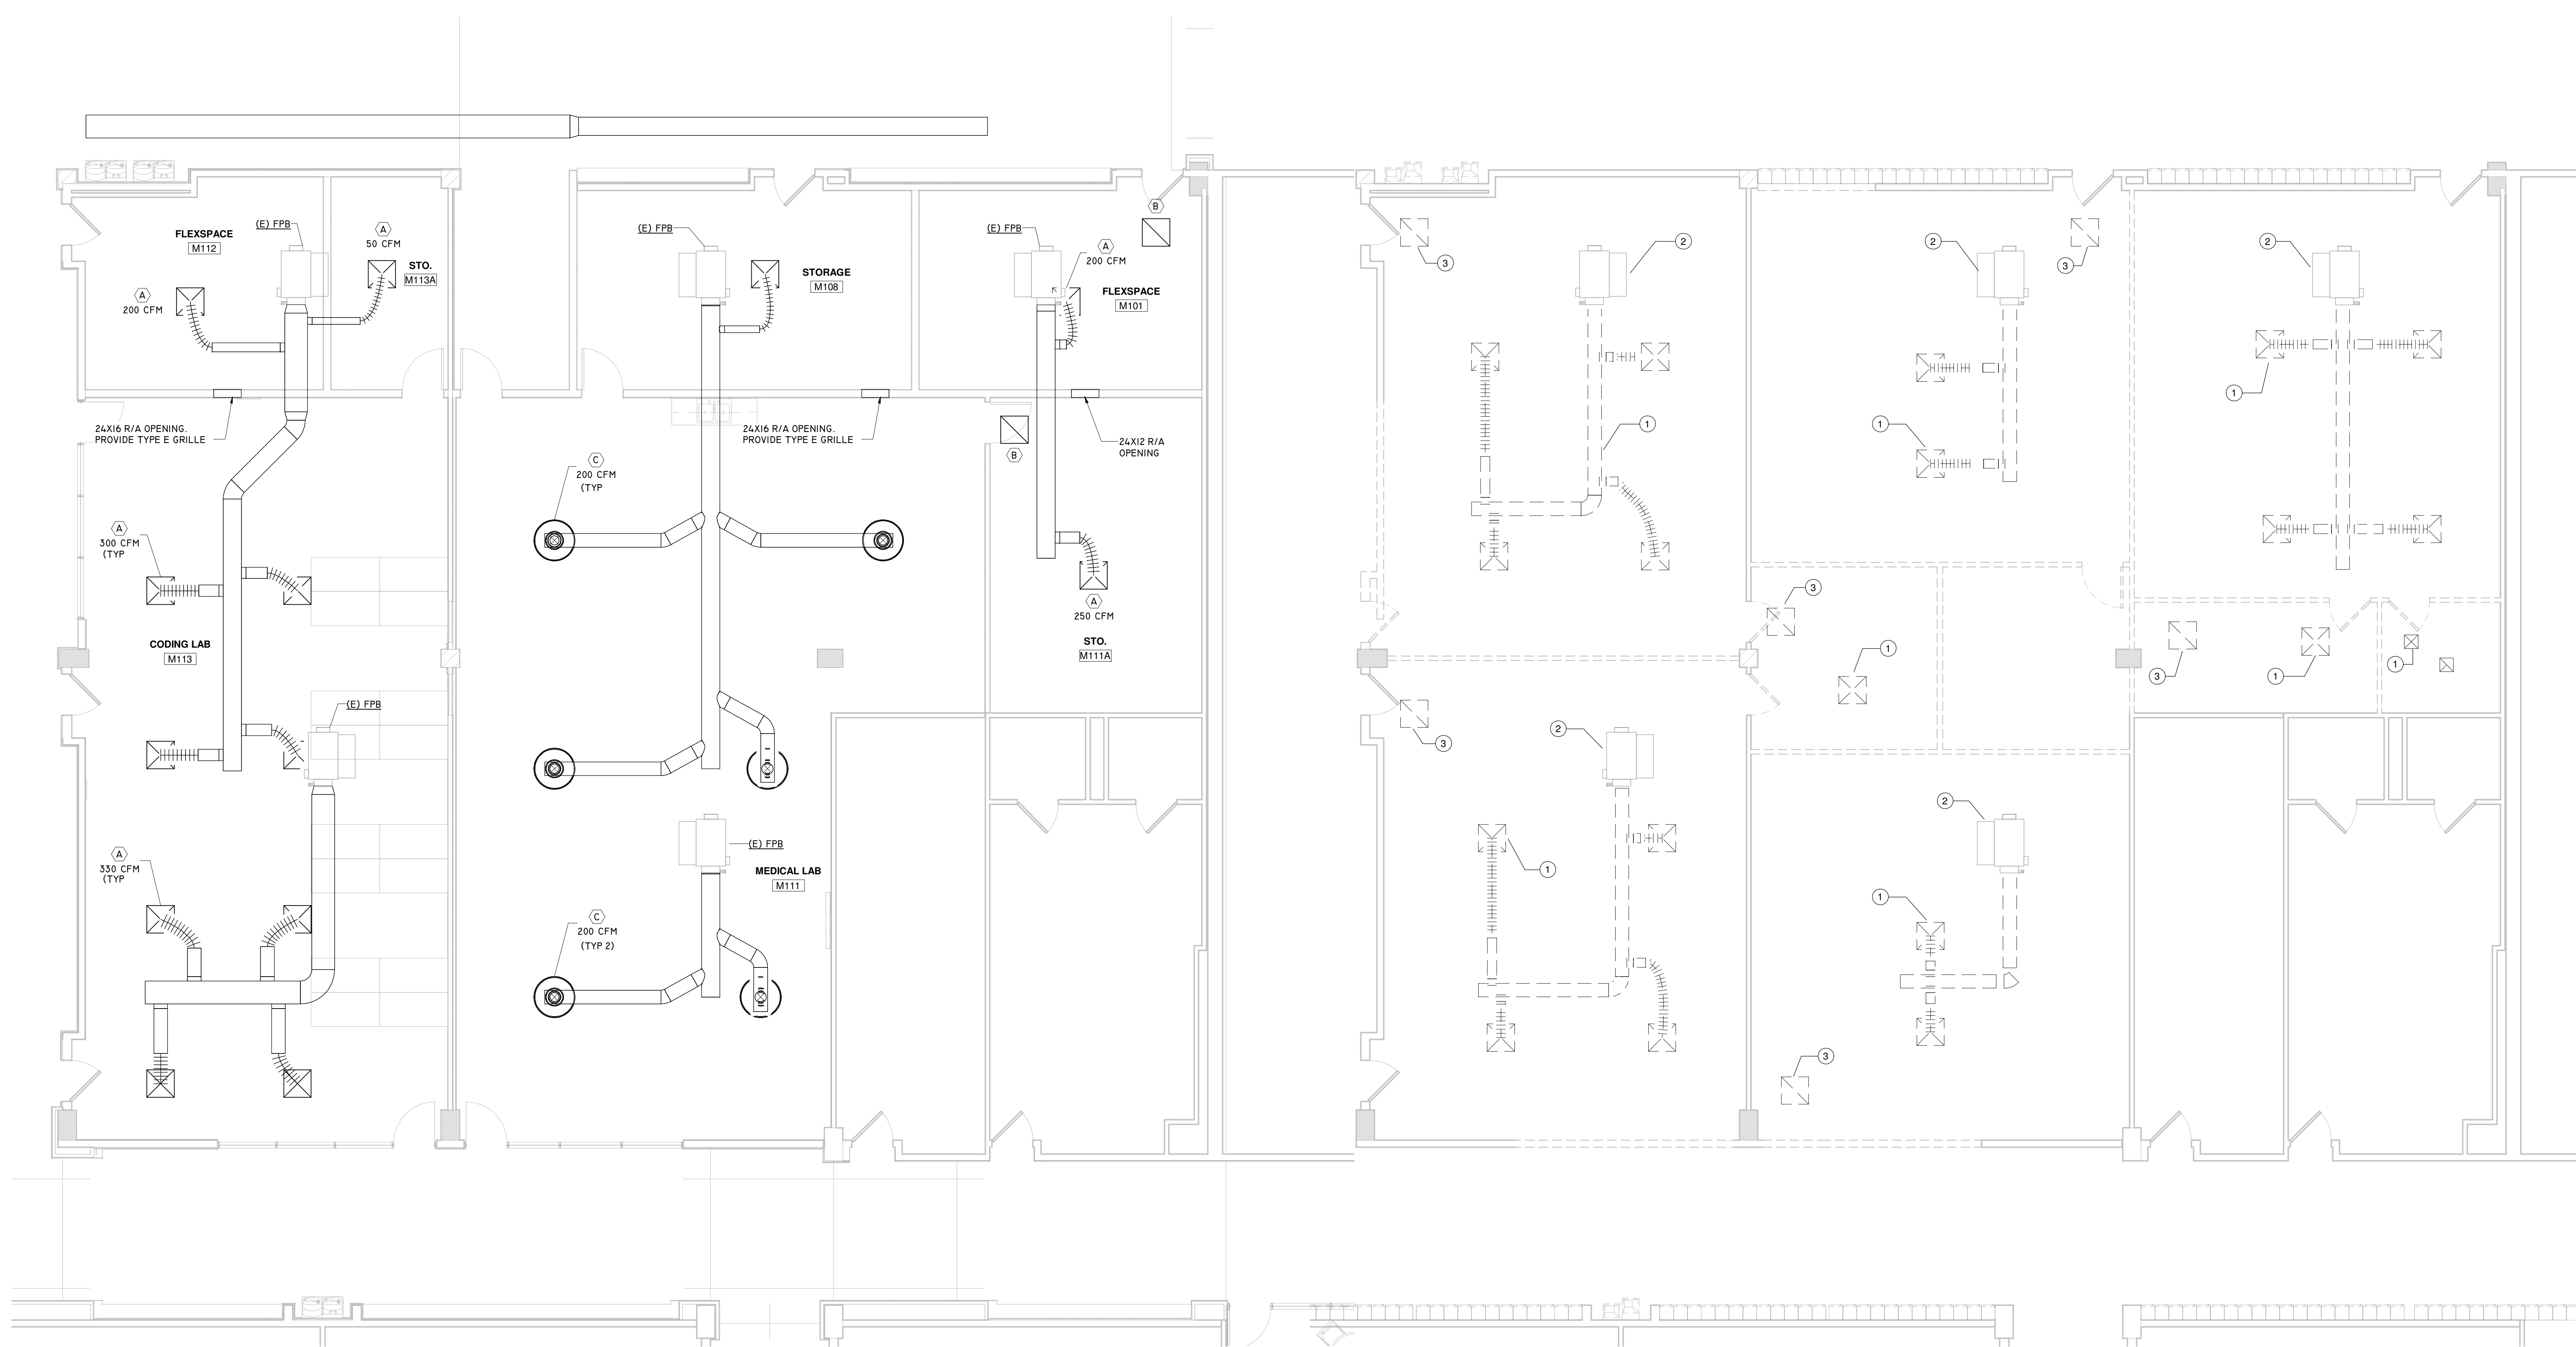 FLEXSPACE
M112
(E) FPB
A
50 CFM
STO.
M113A
A
200 CFM
(E) FPB
STORAGE
M108
(E) FPB
A
200 CFM
B
FLEXSPACE
M101
24X16 R/A OPENING.
PROVIDE TYPE E GRILLE
24X16 R/A OPENING.
PROVIDE TYPE E GRILLE
24X12 R/A
OPENING
B
C
200 CFM
(TYP
A
300 CFM
(TYP
A
250 CFM
STO.
M111A
CODING LAB
M113
(E) FPB
A
330 CFM
(TYP
(E) FPB
MEDICAL LAB
M111
C
200 CFM
(TYP 2)
3
2
2
3
2
1
1
1
3
1
3
1
1
3
2
1
2
1
3